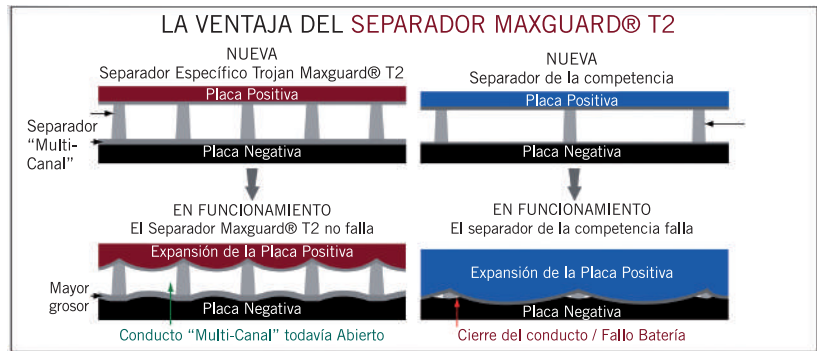 LA VENTAJA DEL SEPARADOR MAXGUARD® T2
NUEVA
Separador Específico Trojan Maxguard® T2
Placa Positiva
Separador
“Multi-
Canal”
Placa Negativa
NUEVA
Separador de la competencia
Placa Positiva
Placa Negativa
EN FUNCIONAMIENTO
El Separador Maxguard® T2 no falla
Expansión de la Placa Positiva
Mayor
grosor
Placa Negativa
Conducto “Multi-Canal” todavía Abierto
EN FUNCIONAMIENTO
El separador de la competencia falla
Expansión de la Placa Positiva
Placa Negativa
Cierre del conducto / Fallo Batería